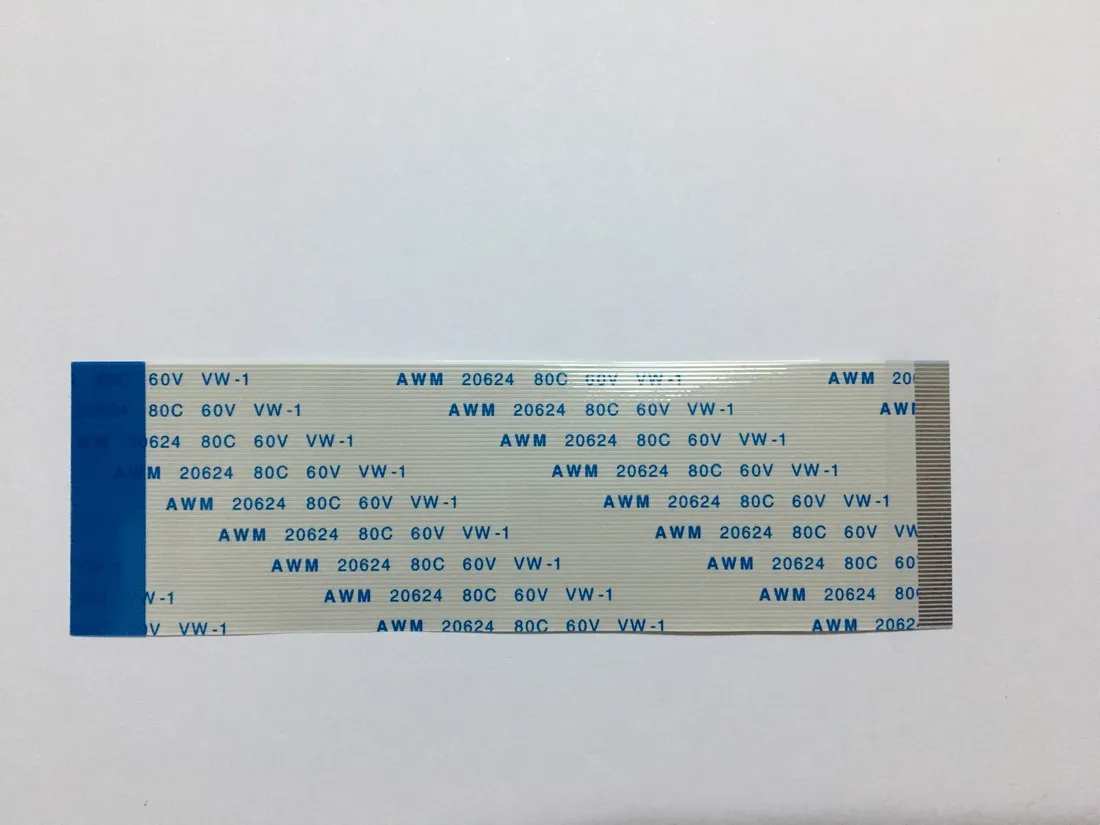 60V VW-1 AWM 20624 80C 60V VW-1 AWM
80C 60V VW-1 AWM 20624 80C 60V VW-1
80C 60V VW-1 AWM 20624 80C 60V VW-1
AWM 20624 80C 60V VW-1 AWM 20624 80C 60V VW-1
AWM 20624 80C 60V VW-1 AWM 20624 80C 60V VW-1
AWM 20624 80C 60V VW-1 AWM 20624 80C 60V
AWM 20624 80C 60V VW-1 AWM 20624 80C 60
AWM 20624 80C 60V VW-1 AWM 20624
VW-1 AWM 20624 80C 60V VW-1 AWM